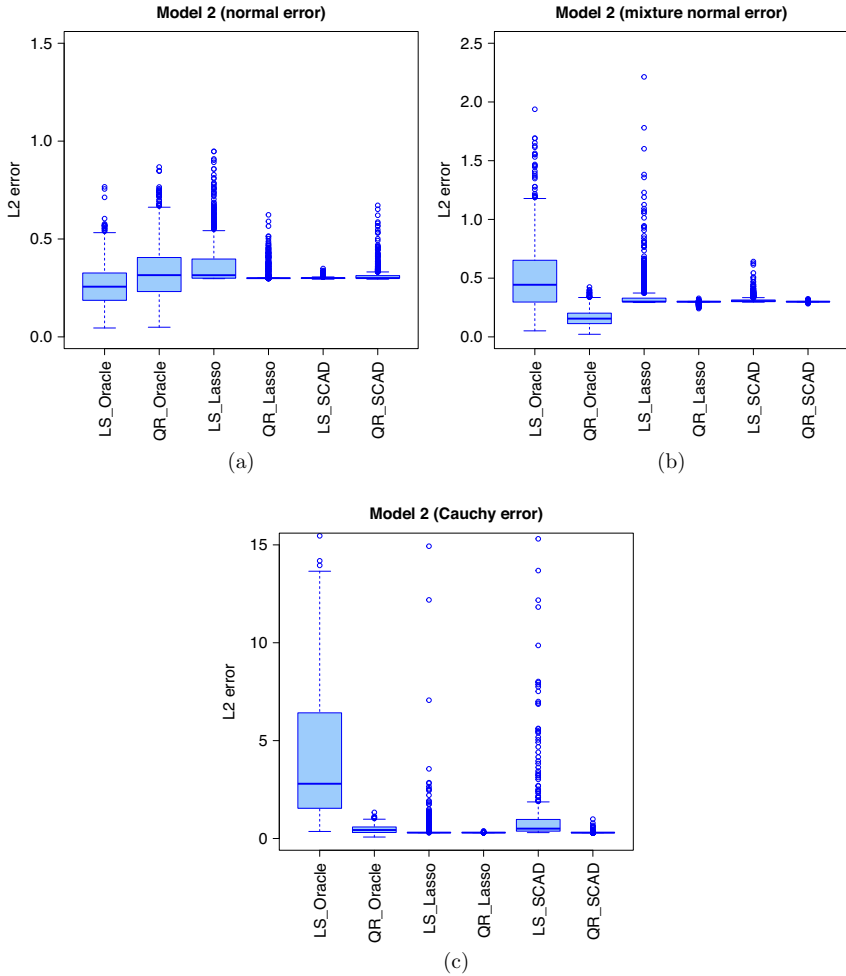 Model 2 (normal error)
L2 error
1.5
1.0
0.5
0.0
LS_Oracle
QR_Oracle
LS_Lasso
QR_Lasso
LS_SCAD
QR_SCAD
(a)
Model 2 (mixture normal error)
L2 error
2.5
2.0
1.5
1.0
0.5
0.0
LS_Oracle
QR_Oracle
LS_Lasso
QR_Lasso
LS_SCAD
QR_SCAD
(b)
Model 2 (Cauchy error)
L2 error
15
10
5
0
LS_Oracle
QR_Oracle
LS_Lasso
QR_Lasso
LS_SCAD
QR_SCAD
(c)